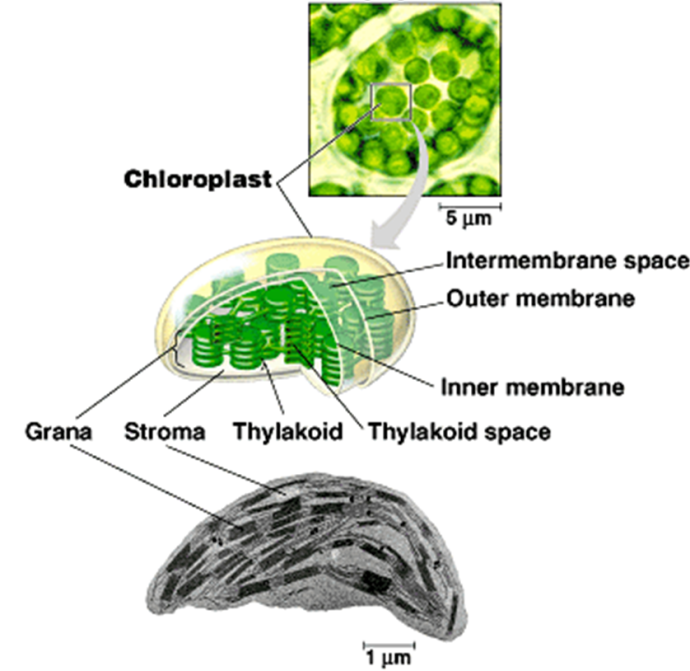 Chloroplast
5 µm
Intermembrane space
Outer membrane
Inner membrane
Grana
Stroma
Thylakoid
Thylakoid space
1 µm